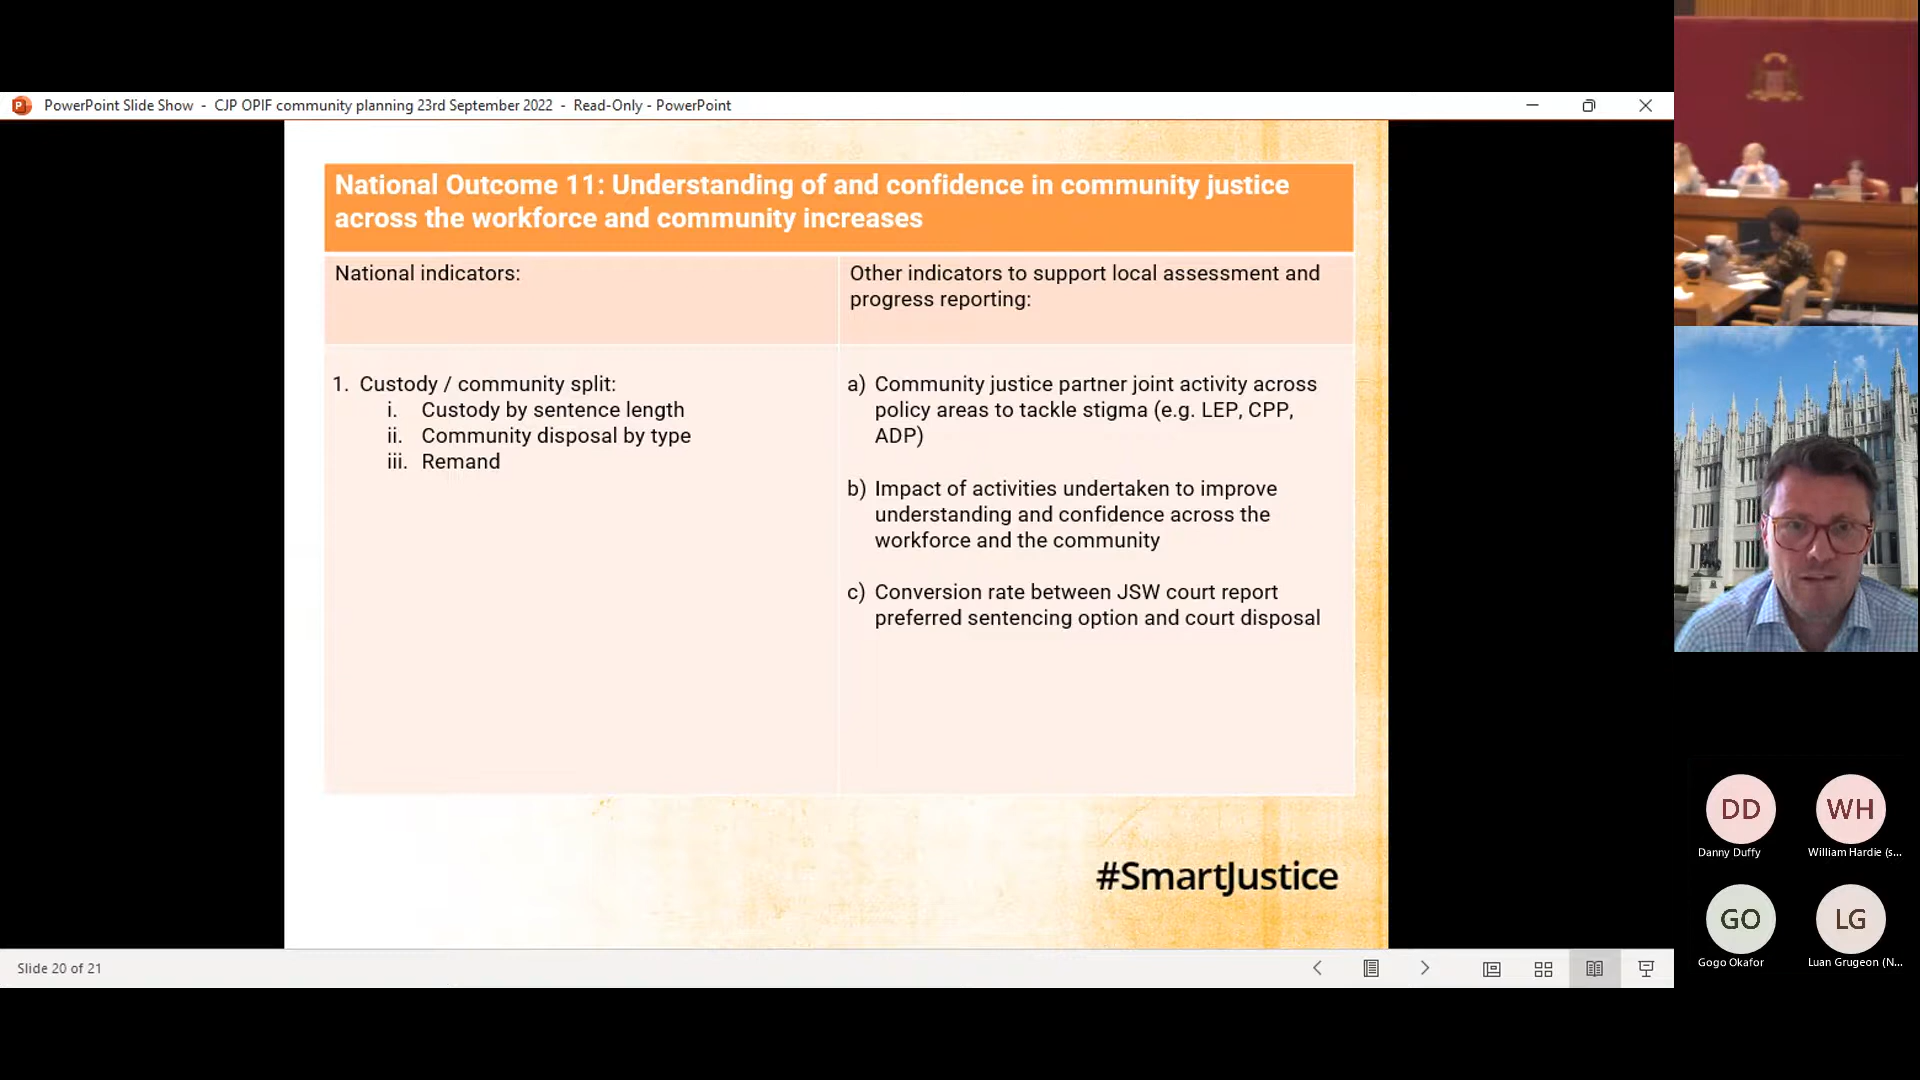 PowerPoint Slide Show - CJP OPIF community planning 23rd September 2022 - Read-Only - PowerPoint
National Outcome 11: Understanding of and confidence in community justice
across the workforce and community increases
National indicators:
Other indicators to support local assessment and
progress reporting:
1. Custody / community split:
i. Custody by sentence length
ii. Community disposal by type
iii. Remand
a) Community justice partner joint activity across
policy areas to tackle stigma (e.g. LEP, CPP,
ADP)
b) Impact of activities undertaken to improve
understanding and confidence across the
workforce and the community
c) Conversion rate between JSW court report
preferred sentencing option and court disposal
#SmartJustice
Slide 20 of 21
DD
Danny Duffy
WH
William Hardie (s...
GO
Gogo Okafor
LG
Luan Grugeon (N...